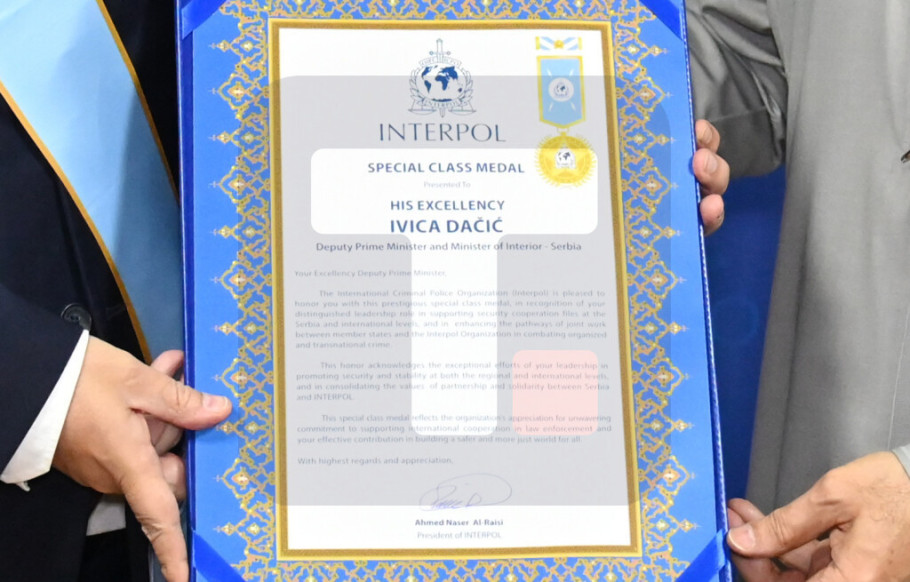 INTERPOL
SPECIAL CLASS MEDAL
Presented To
HIS EXCELLENCY
IVICA DAČIĆ
Deputy Prime Minister and Minister of Interior - Serbia
Your Excellency Deputy Prime Minister,
The International Criminal Police Organization (Interpol) is pleased to
honor you with this prestigious special class medal, in recognition of your
distinguished leadership role in supporting security cooperation files at the
Serbia and international levels, and in enhancing the pathways of joint work
between member states and the Interpol Organization in combating organized
and transnational crime.
This honor acknowledges the exceptional efforts of your leadership in
promoting security and stability at both the regional and international levels,
and in consolidating the values of partnership and solidarity between Serbia
and INTERPOL.
This special class medal reflects the organization's appreciation for unwavering
commitment to supporting international cooperation in law enforcement and
your effective contribution in building a safer and more just world for all.
With highest regards and appreciation,
Ahmed Naser Al-Raisi
President of INTERPOL